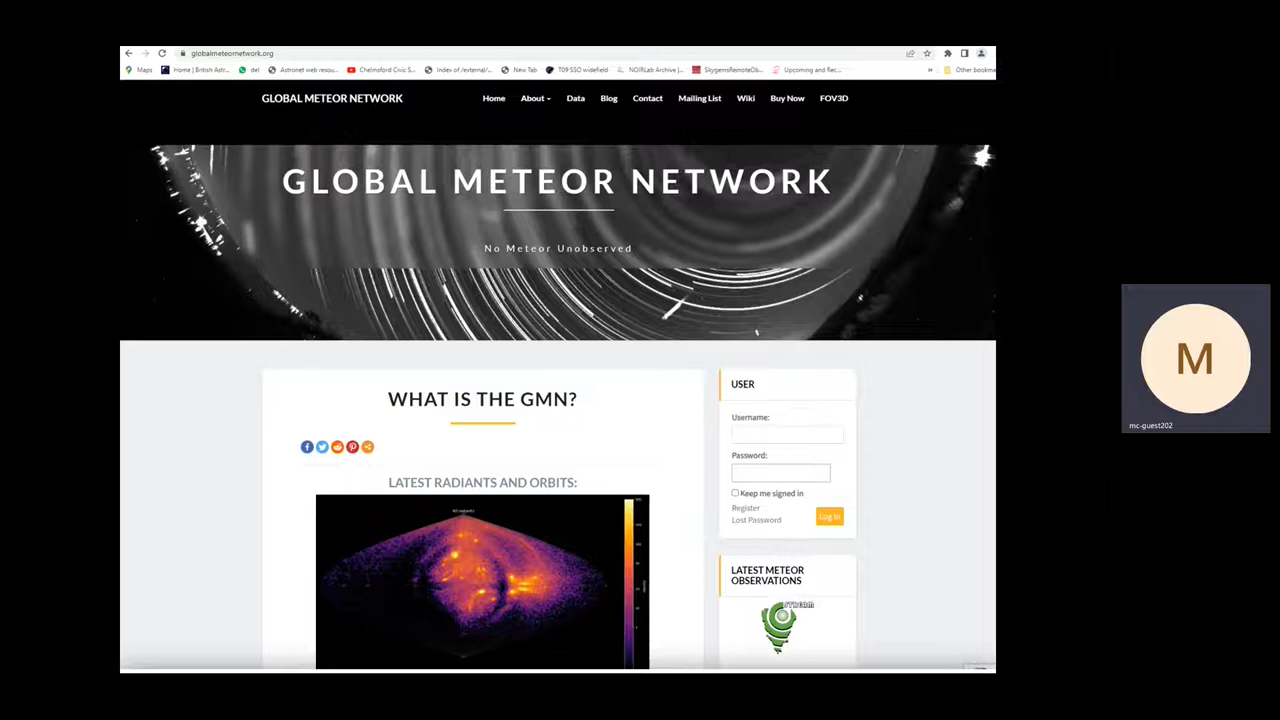 globalmeteornetwork.org
Maps Home | British Astr... del Astronet web resou... Chelmsford Civic S... Index of /external/... New Tab T09 SSO widefield NOIRLab Archive |... SkygemsRemoteOb... Upcoming and Rec... » Other bookma
GLOBAL METEOR NETWORK Home About Data Blog Contact Mailing List Wiki Buy Now FOV3D
GLOBAL METEOR NETWORK
No Meteor Unobserved
WHAT IS THE GMN?
LATEST RADIANTS AND ORBITS:
USER
Username:
Password:
Keep me signed in
Register
Lost Password
Log In
LATEST METEOR
OBSERVATIONS
M
mc-guest202